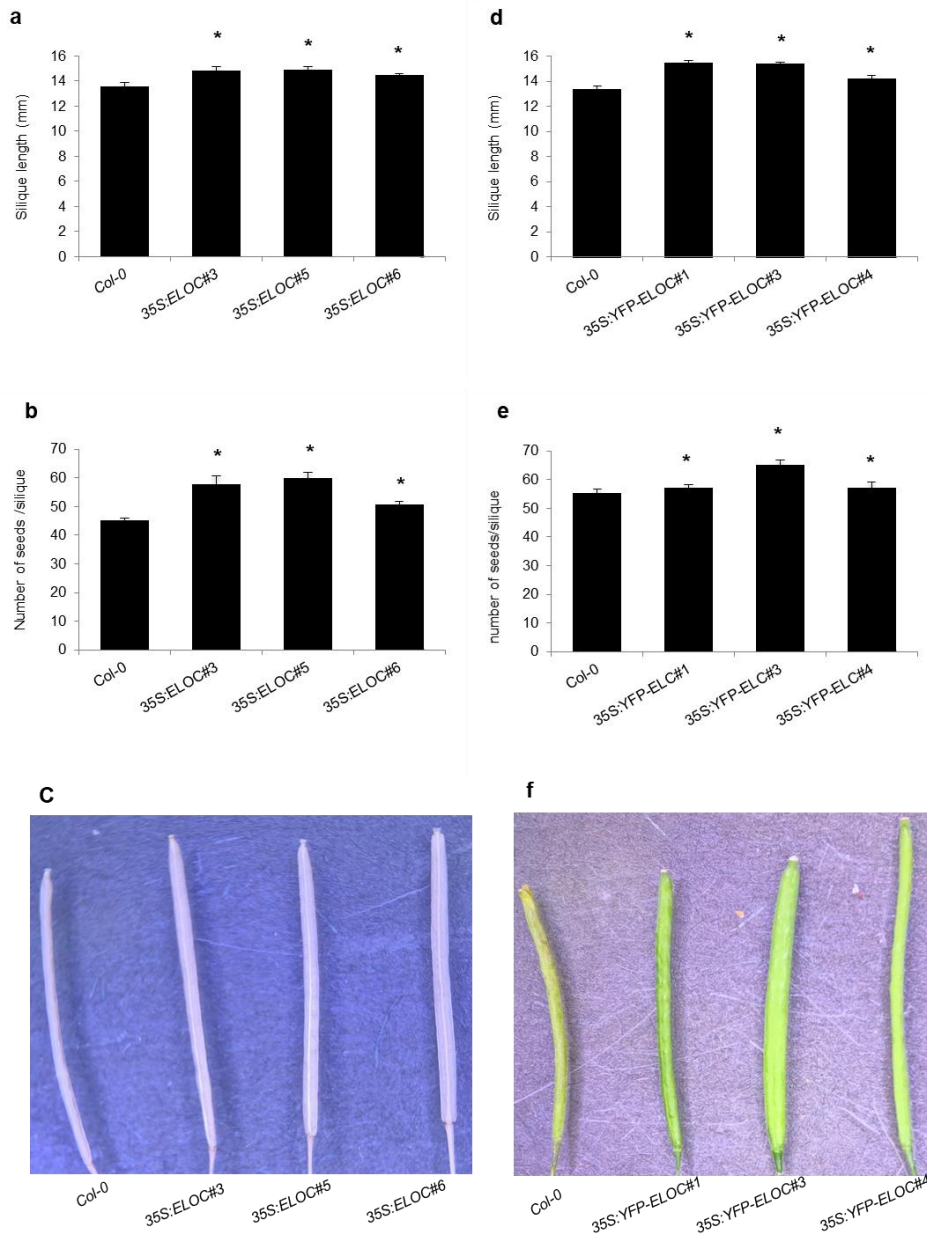 a
*
*
*
16
14
12
10
8
6
4
2
0
Silique length (mm)
Col-0
35S:ELOC#3
35S:ELOC#5
35S:ELOC#6
d
*
*
*
16
14
12
10
8
6
4
2
0
Silique length (mm)
Col-0
35S:YFP-ELOC#1
35S:YFP-ELOC#3
35S:YFP-ELOC#4
b
*
*
*
70
60
50
40
30
20
10
0
Number of seeds /silique
Col-0
35S:ELOC#3
35S:ELOC#5
35S:ELOC#6
e
*
*
*
70
60
50
40
30
20
10
0
number of seeds/silique
Col-0
35S:YFP-ELC#1
35S:YFP-ELC#3
35S:YFP-ELC#4
C
Col-0
35S:ELOC#3
35S:ELOC#5
35S:ELOC#6
f
Col-0
35S:YFP-ELOC#1
35S:YFP-ELOC#3
35S:YFP-ELOC#4